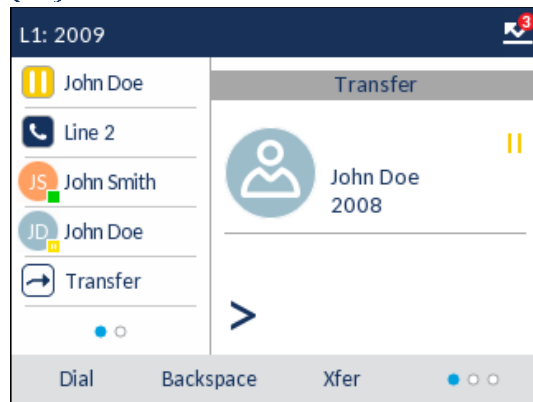 L1: 2009
3
John Doe
Line 2
JS John Smith
JD John Doe
Transfer
Transfer
John Doe
2008
>
Dial Backspace Xfer